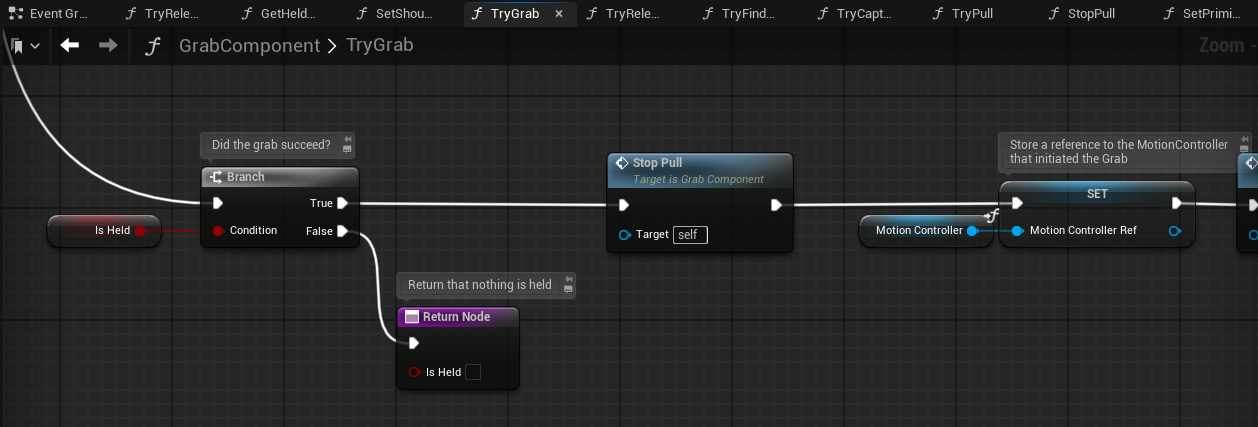 Event Gr...
TryRele...
GetHeld...
SetShou...
TryGrab
TryRele...
TryFind...
TryCapt...
TryPull
StopPull
SetPrimi...
GrabComponent > TryGrab
Zoom -
Did the grab succeed?
Branch
True
False
Condition
Is Held
Return that nothing is held
Return Node
Is Held
Stop Pull
Target is Grab Component
Target self
Store a reference to the MotionController
that initiated the Grab
SET
Motion Controller
Motion Controller Ref